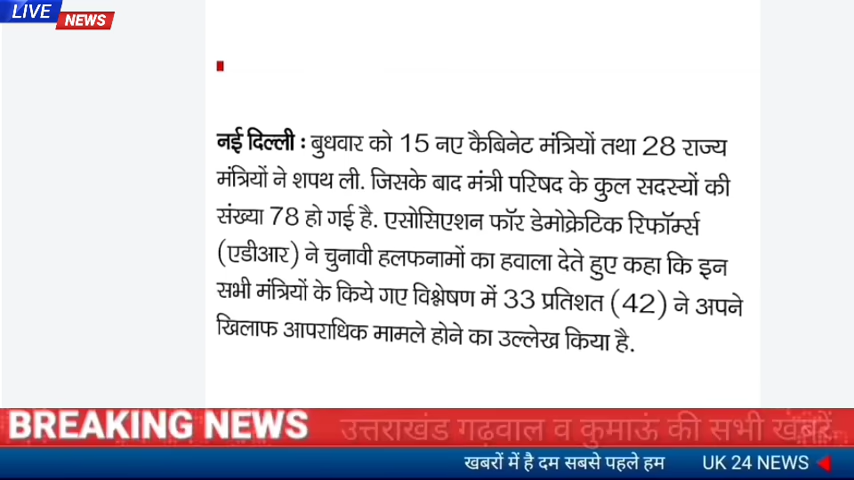 LIVE
NEWS
नई दिल्ली : बुधवार को 15 नए कैबिनेट मंत्रियों तथा 28 राज्य
मंत्रियों ने शपथ ली. जिसके बाद मंत्री परिषद के कुल सदस्यों की
संख्या 78 हो गई है. एसोसिएशन फॉर डेमोक्रेटिक रिफॉर्म्स
(एडीआर) ने चुनावी हलफनामों का हवाला देते हुए कहा कि इन
सभी मंत्रियों के किये गए विश्लेषण में 33 प्रतिशत (42) ने अपने
खिलाफ आपराधिक मामले होने का उल्लेख किया है.
BREAKING NEWS उत्तराखंड गढ़वाल व कुमाऊं की सभी खबरें
खबरों में है दम सबसे पहले हम UK 24 NEWS